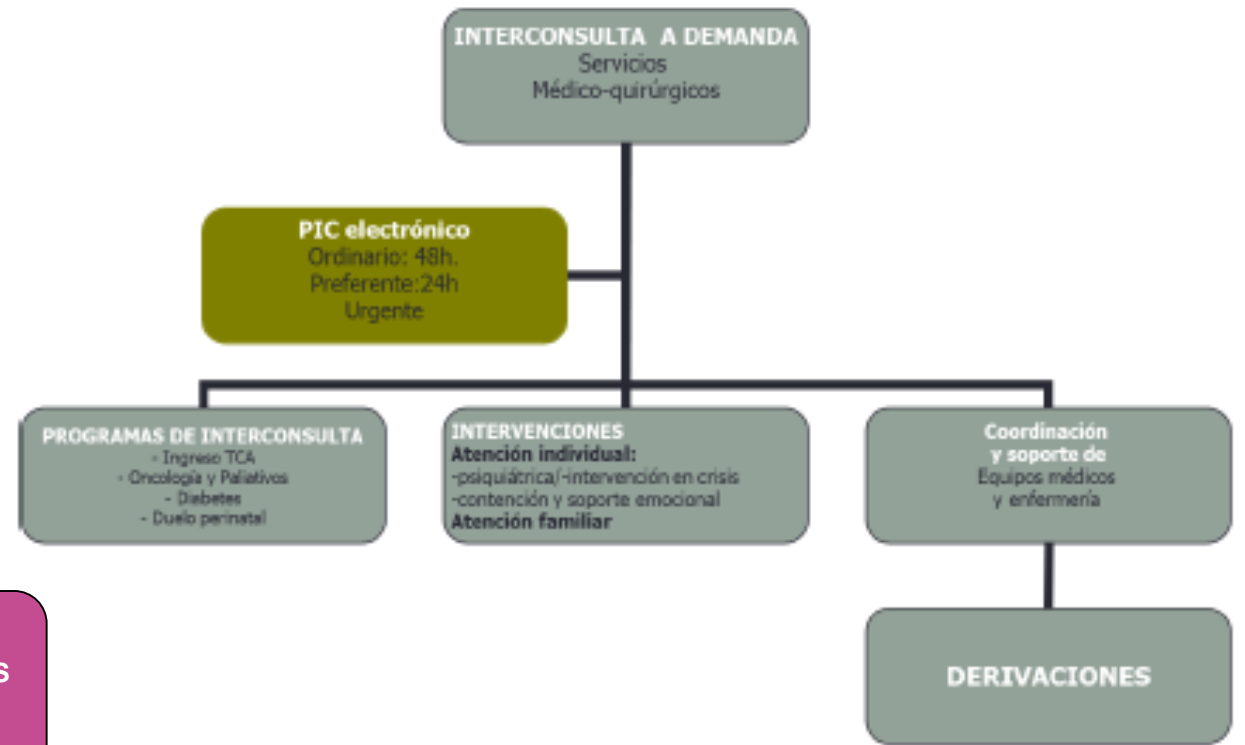 INTERCONSULTA A DEMANDA
Servicios
Médico-quirúrgicos
PIC electrónico
Ordinario: 48h.
Preferente:24h
Urgente
PROGRAMAS DE INTERCONSULTA
- Ingreso TCA
- Oncología y Paliativos
- Diabetes
- Duelo perinatal
INTERVENCIONES
Atención individual:
-psiquiátrica/-intervención en crisis
-contención y soporte emocional
Atención familiar
Coordinación
y soporte de
Equipos médicos
y enfermería
DERIVACIONES